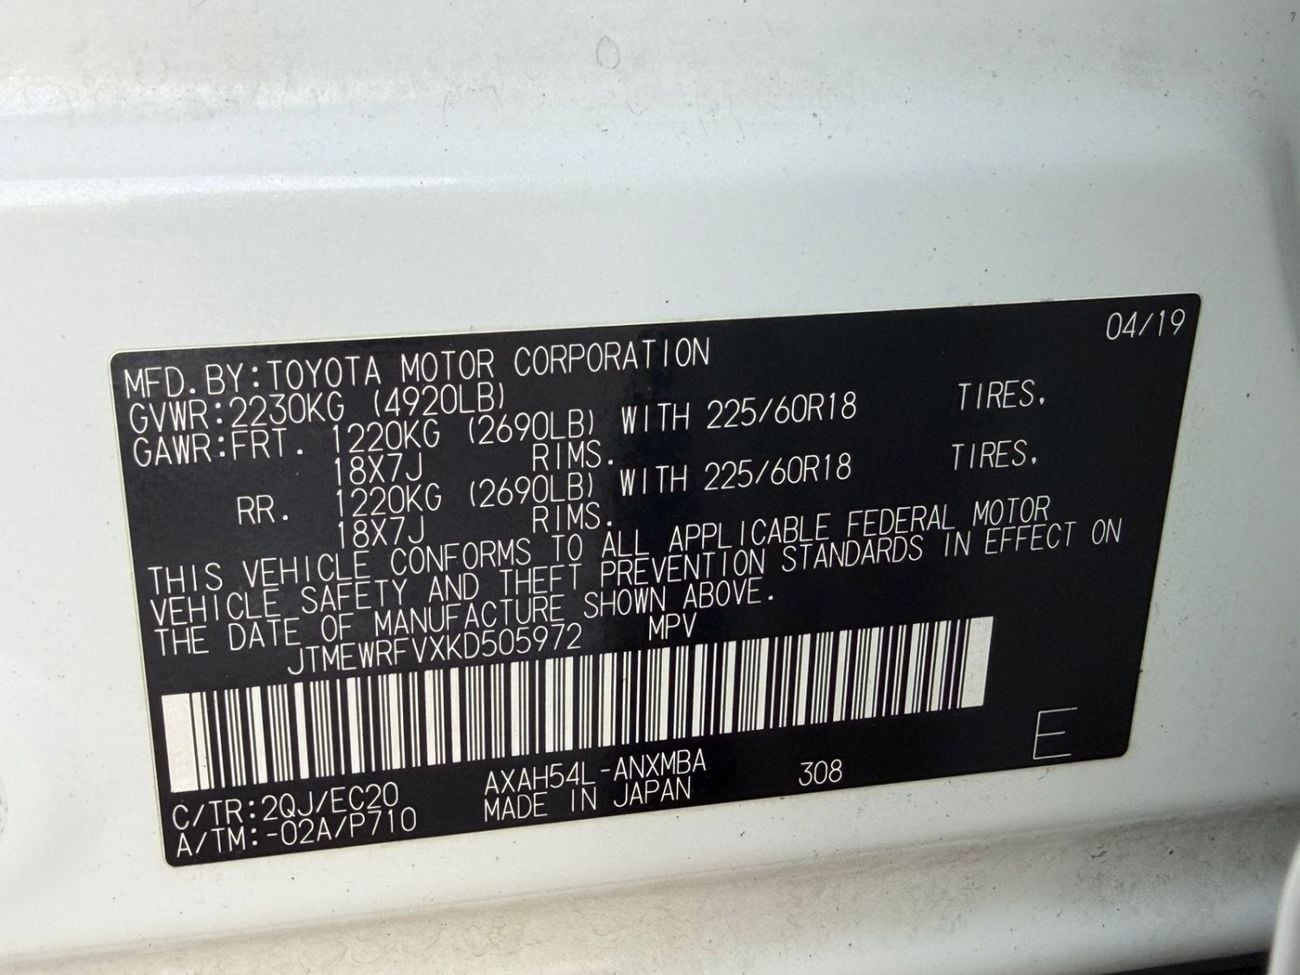 04/19
MFD.BY:TOYOTA MOTOR CORPORATION
GVWR:2230KG (4920LB)
GAWR:FRT. 1220KG (2690LB) WITH 225/60R18 TIRES,
18X7J RIMS.
RR. 1220KG (2690LB) WITH 225/60R18 TIRES,
18X7J RIMS.
THIS VEHICLE CONFORMS TO ALL APPLICABLE FEDERAL MOTOR
VEHICLE SAFETY AND THEFT PREVENTION STANDARDS IN EFFECT ON
THE DATE OF MANUFACTURE SHOWN ABOVE.
JTMEWRFVXKD505972 MPV
C/TR:2QJ/EC20 AXAH54L-ANXMBA 308 E
A/TM:-02A/P710 MADE IN JAPAN